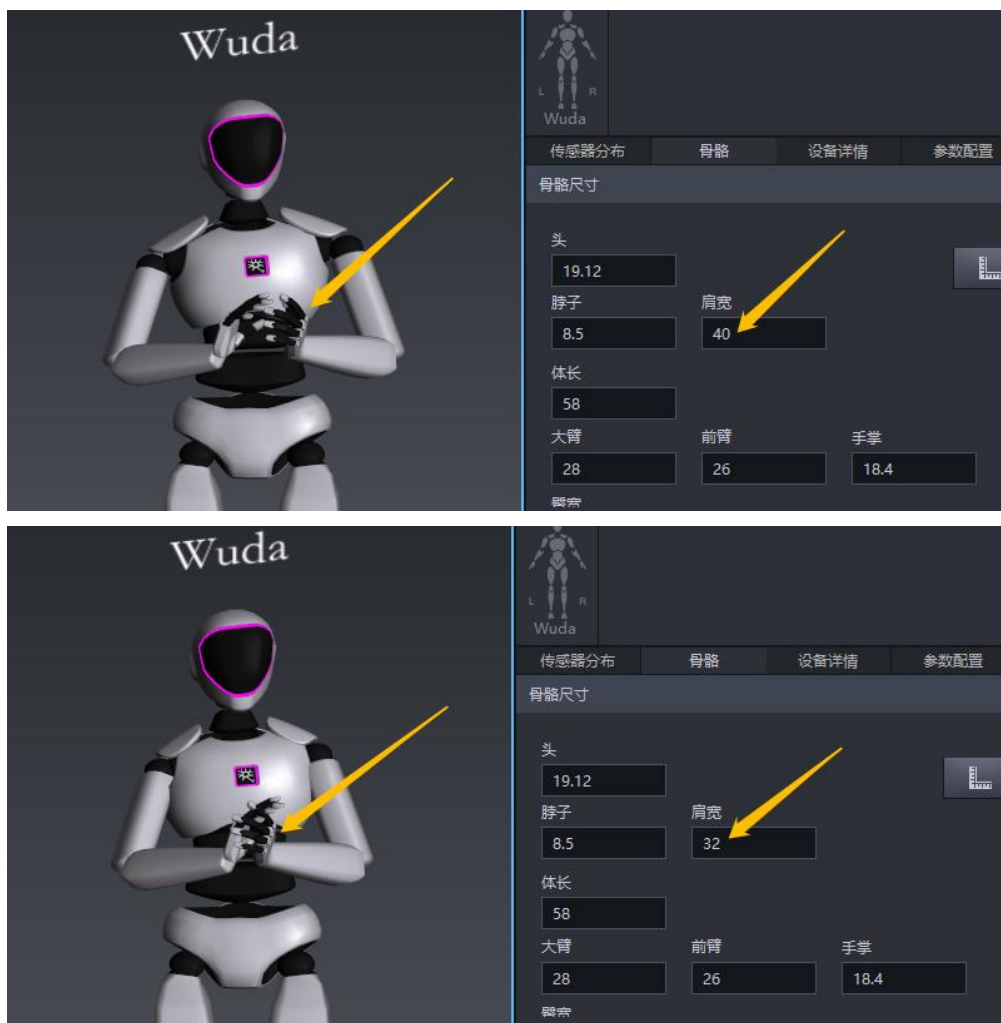 Wuda
L R
Wuda
传感器分布 骨骼 设备详情 参数配置
骨骼尺寸
头
19.12
脖子 肩宽
8.5 40
体长
58
大臂 前臂 手掌
28 26 18.4
臀宽
Wuda
L R
Wuda
传感器分布 骨骼 设备详情 参数配置
骨骼尺寸
头
19.12
脖子 肩宽
8.5 32
体长
58
大臂 前臂 手掌
28 26 18.4
臀宽